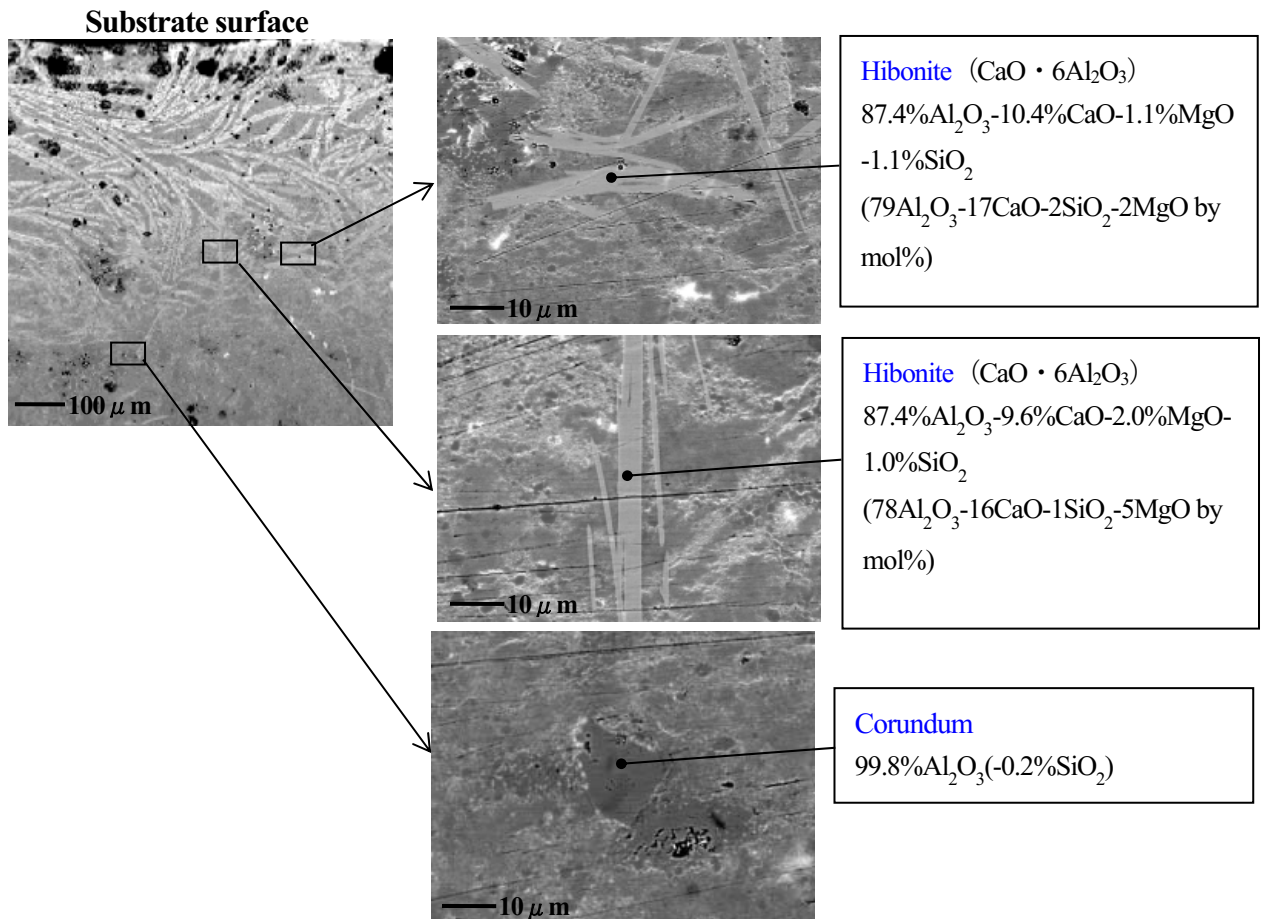 Substrate surface
100 μ m
10 μ m
Hibonite (CaO・6Al₂O₃)
87.4%Al₂O₃-10.4%CaO-1.1%MgO
-1.1%SiO₂
(79Al₂O₃-17CaO-2SiO₂-2MgO by
mol%)
10 μ m
Hibonite (CaO・6Al₂O₃)
87.4%Al₂O₃-9.6%CaO-2.0%MgO-
1.0%SiO₂
(78Al₂O₃-16CaO-1SiO₂-5MgO by
mol%)
10 μ m
Corundum
99.8%Al₂O₃(-0.2%SiO₂)